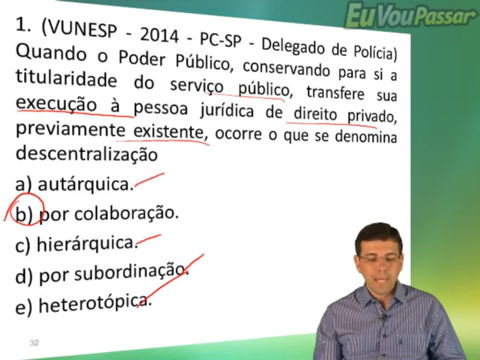 EuVouPassar
1. (VUNESP - 2014 - PC-SP - Delegado de Polícia)
Quando o Poder Público, conservando para si a
titularidade do serviço público, transfere sua
execução à pessoa jurídica de direito privado,
previamente existente, ocorre o que se denomina
descentralização
a) autárquica.
b) por colaboração.
c) hierárquica.
d) por subordinação.
e) heterotópica.
32